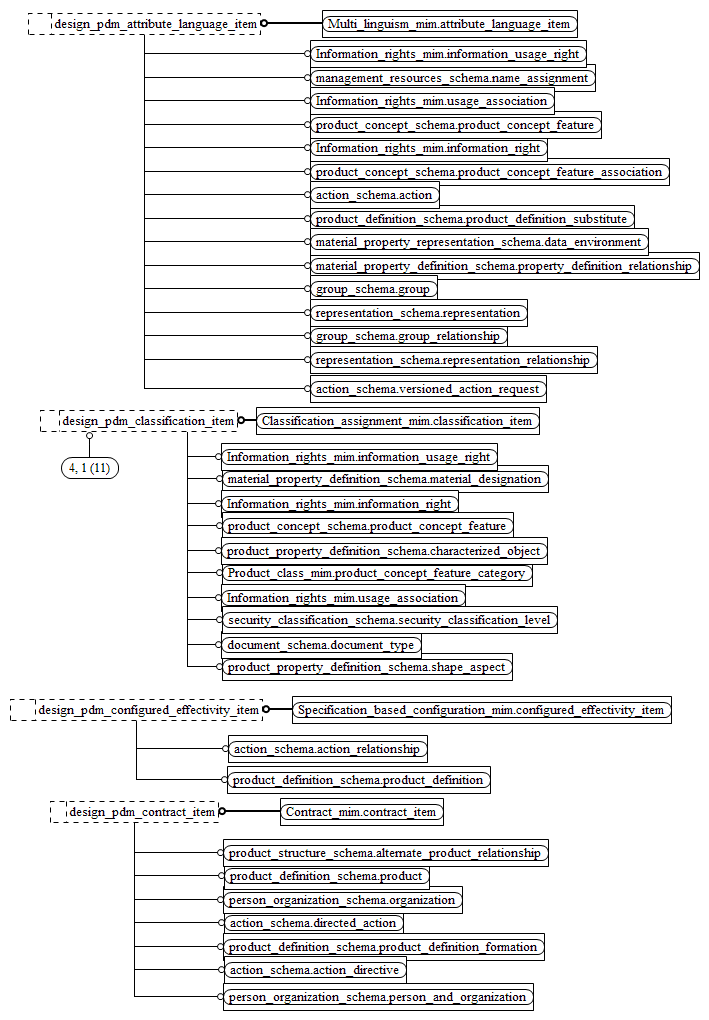 design_pdm_attribute_language_item
Multi_linguism_mim.attribute_language_item
Information_rights_mim.information_usage_right
management_resources_schema.name_assignment
Information_rights_mim.usage_association
product_concept_schema.product_concept_feature
Information_rights_mim.information_right
product_concept_schema.product_concept_feature_association
action_schema.action
product_definition_schema.product_definition_substitute
material_property_representation_schema.data_environment
material_property_definition_schema.property_definition_relationship
group_schema.group
representation_schema.representation
group_schema.group_relationship
representation_schema.representation_relationship
action_schema.versioned_action_request
design_pdm_classification_item
Classification_assignment_mim.classification_item
4, 1 (11)
Information_rights_mim.information_usage_right
material_property_definition_schema.material_designation
Information_rights_mim.information_right
product_concept_schema.product_concept_feature
product_property_definition_schema.characterized_object
Product_class_mim.product_concept_feature_category
Information_rights_mim.usage_association
security_classification_schema.security_classification_level
document_schema.document_type
product_property_definition_schema.shape_aspect
design_pdm_configured_effectivity_item
Specification_based_configuration_mim.configured_effectivity_item
action_schema.action_relationship
product_definition_schema.product_definition
design_pdm_contract_item
Contract_mim.contract_item
product_structure_schema.alternate_product_relationship
product_definition_schema.product
person_organization_schema.organization
action_schema.directed_action
product_definition_schema.product_definition_formation
action_schema.action_directive
person_organization_schema.person_and_organization